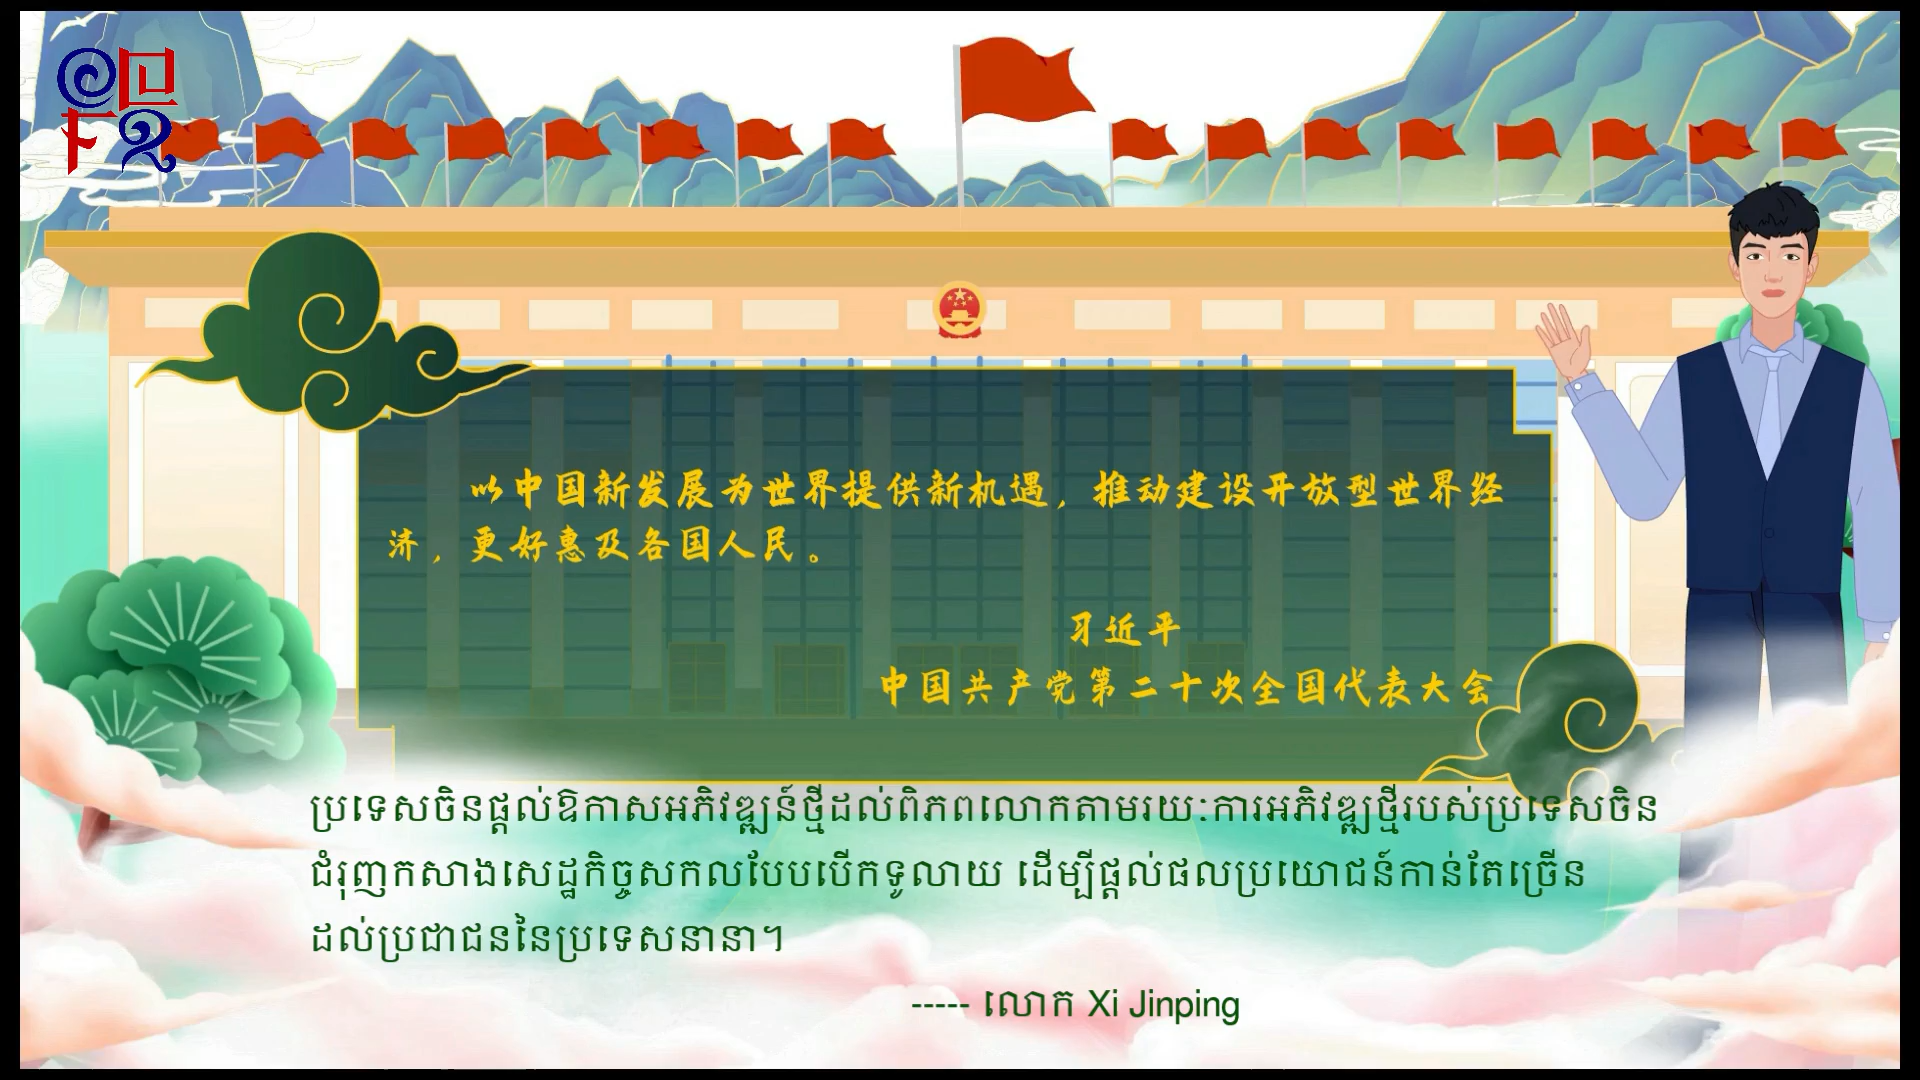 以中国新发展为世界提供新机遇，推动建设开放型世界经
济，更好惠及各国人民。
习近平
中国共产党第二十次全国代表大会
ប្រទេសចិនផ្តល់ឱកាសអភិវឌ្ឍន៍ថ្មីដល់ពិភពលោកតាមរយៈការអភិវឌ្ឍថ្មីរបស់ប្រទេសចិន
ជំរុញកសាងសេដ្ឋកិច្ចសកលបែបបើកទូលាយ ដើម្បីផ្តល់ផលប្រយោជន៍កាន់តែច្រើន
ដល់ប្រជាជននៃប្រទេសនានា។
----- លោក Xi Jinping